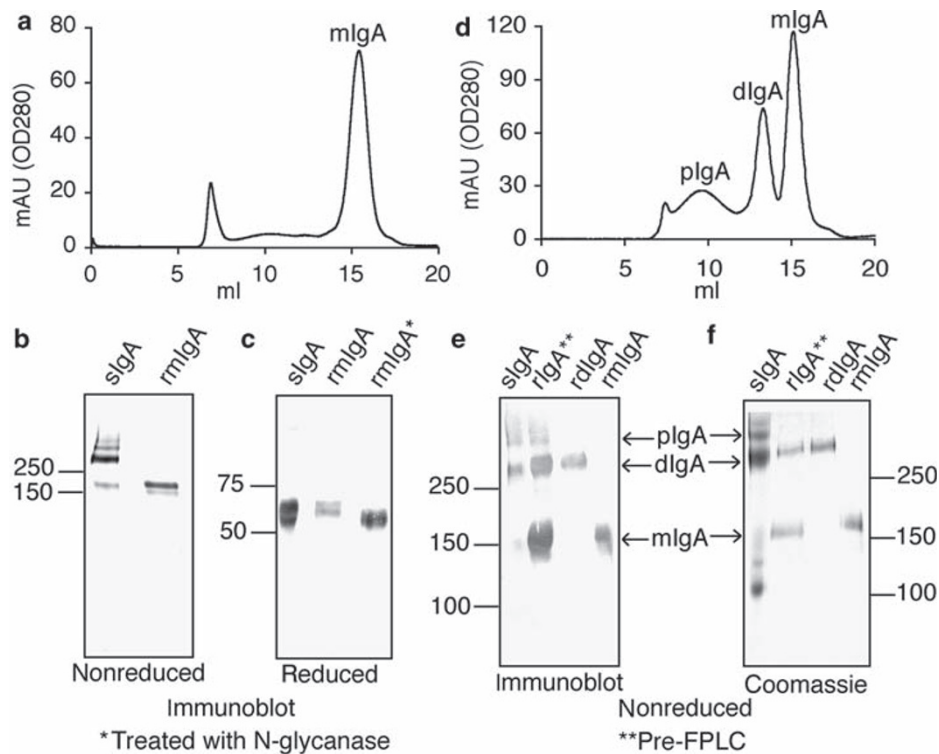 a
80
60
40
20
0
mAU (OD280)
mIgA
0 5 10 15 20
ml
d
120
90
60
30
0
mAU (OD280)
pIgA
dIgA
mIgA
0 5 10 15 20
ml
b
sIgA rmIgA
250
150
Nonreduced
c
sIgA rmIgA rmIgA*
75
50
Reduced
Immunoblot
*Treated with N-glycanase
e
sIgA rIgA** rdIgA rmIgA
250
150
100
Immunoblot
pIgA
dIgA
mIgA
f
sIgA rIgA** rdIgA rmIgA
250
150
100
Coomassie
Nonreduced
**Pre-FPLC